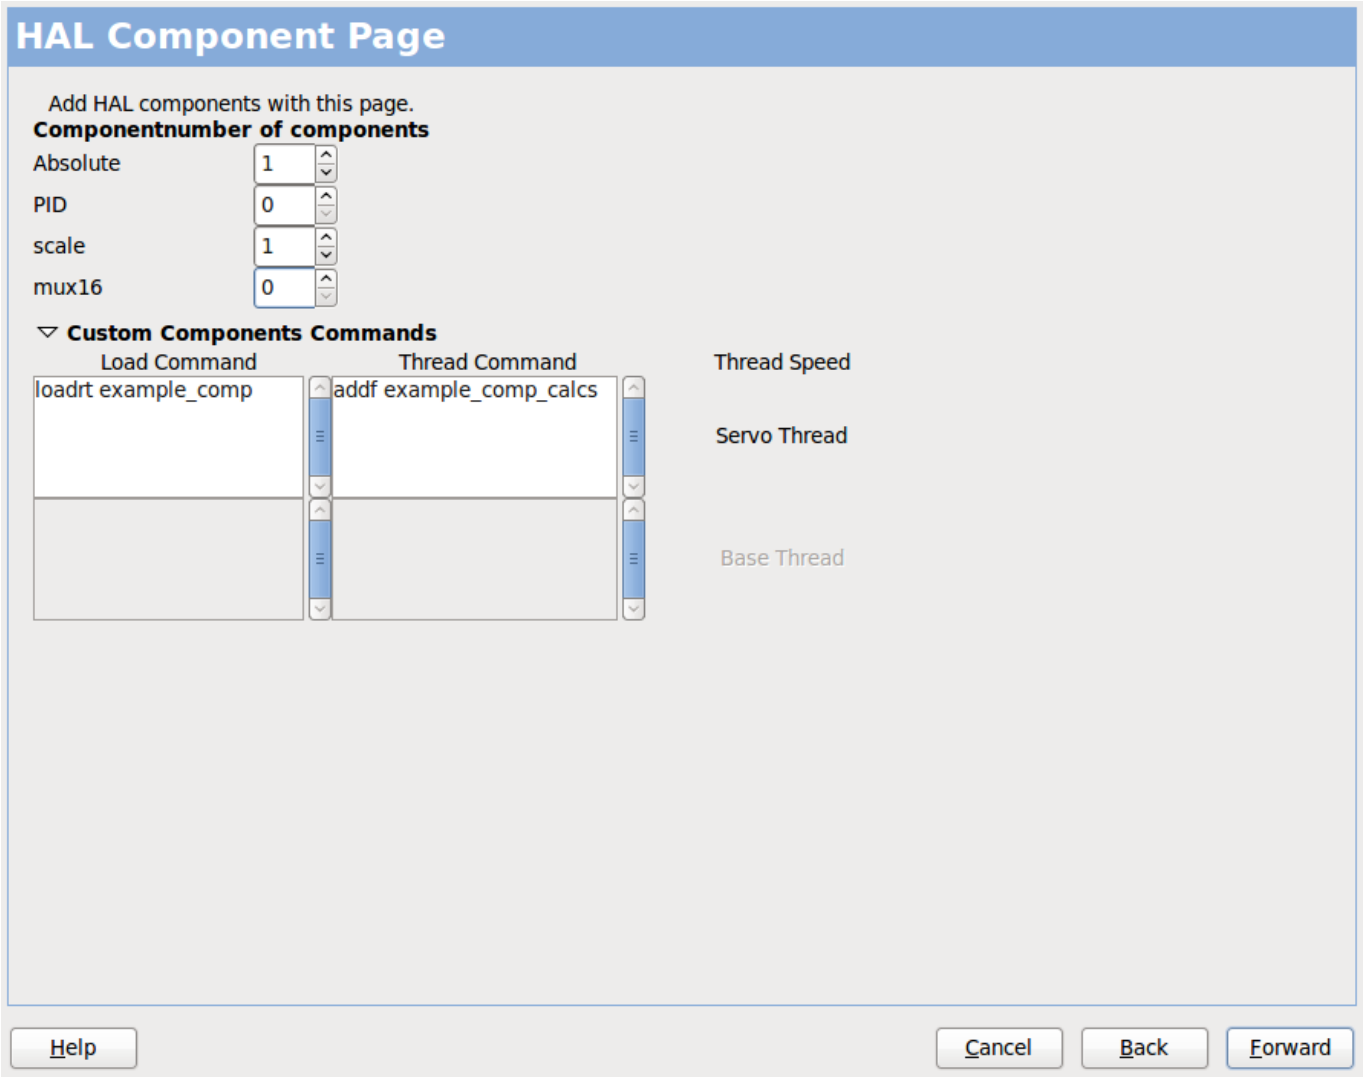 HAL Component Page
Add HAL components with this page.
Componentnumber of components
Absolute 1
PID 0
scale 1
mux16 0
Custom Components Commands
Load Command Thread Command Thread Speed
loadrt example_comp addf example_comp_calcs
Servo Thread
Base Thread
Help Cancel Back Forward